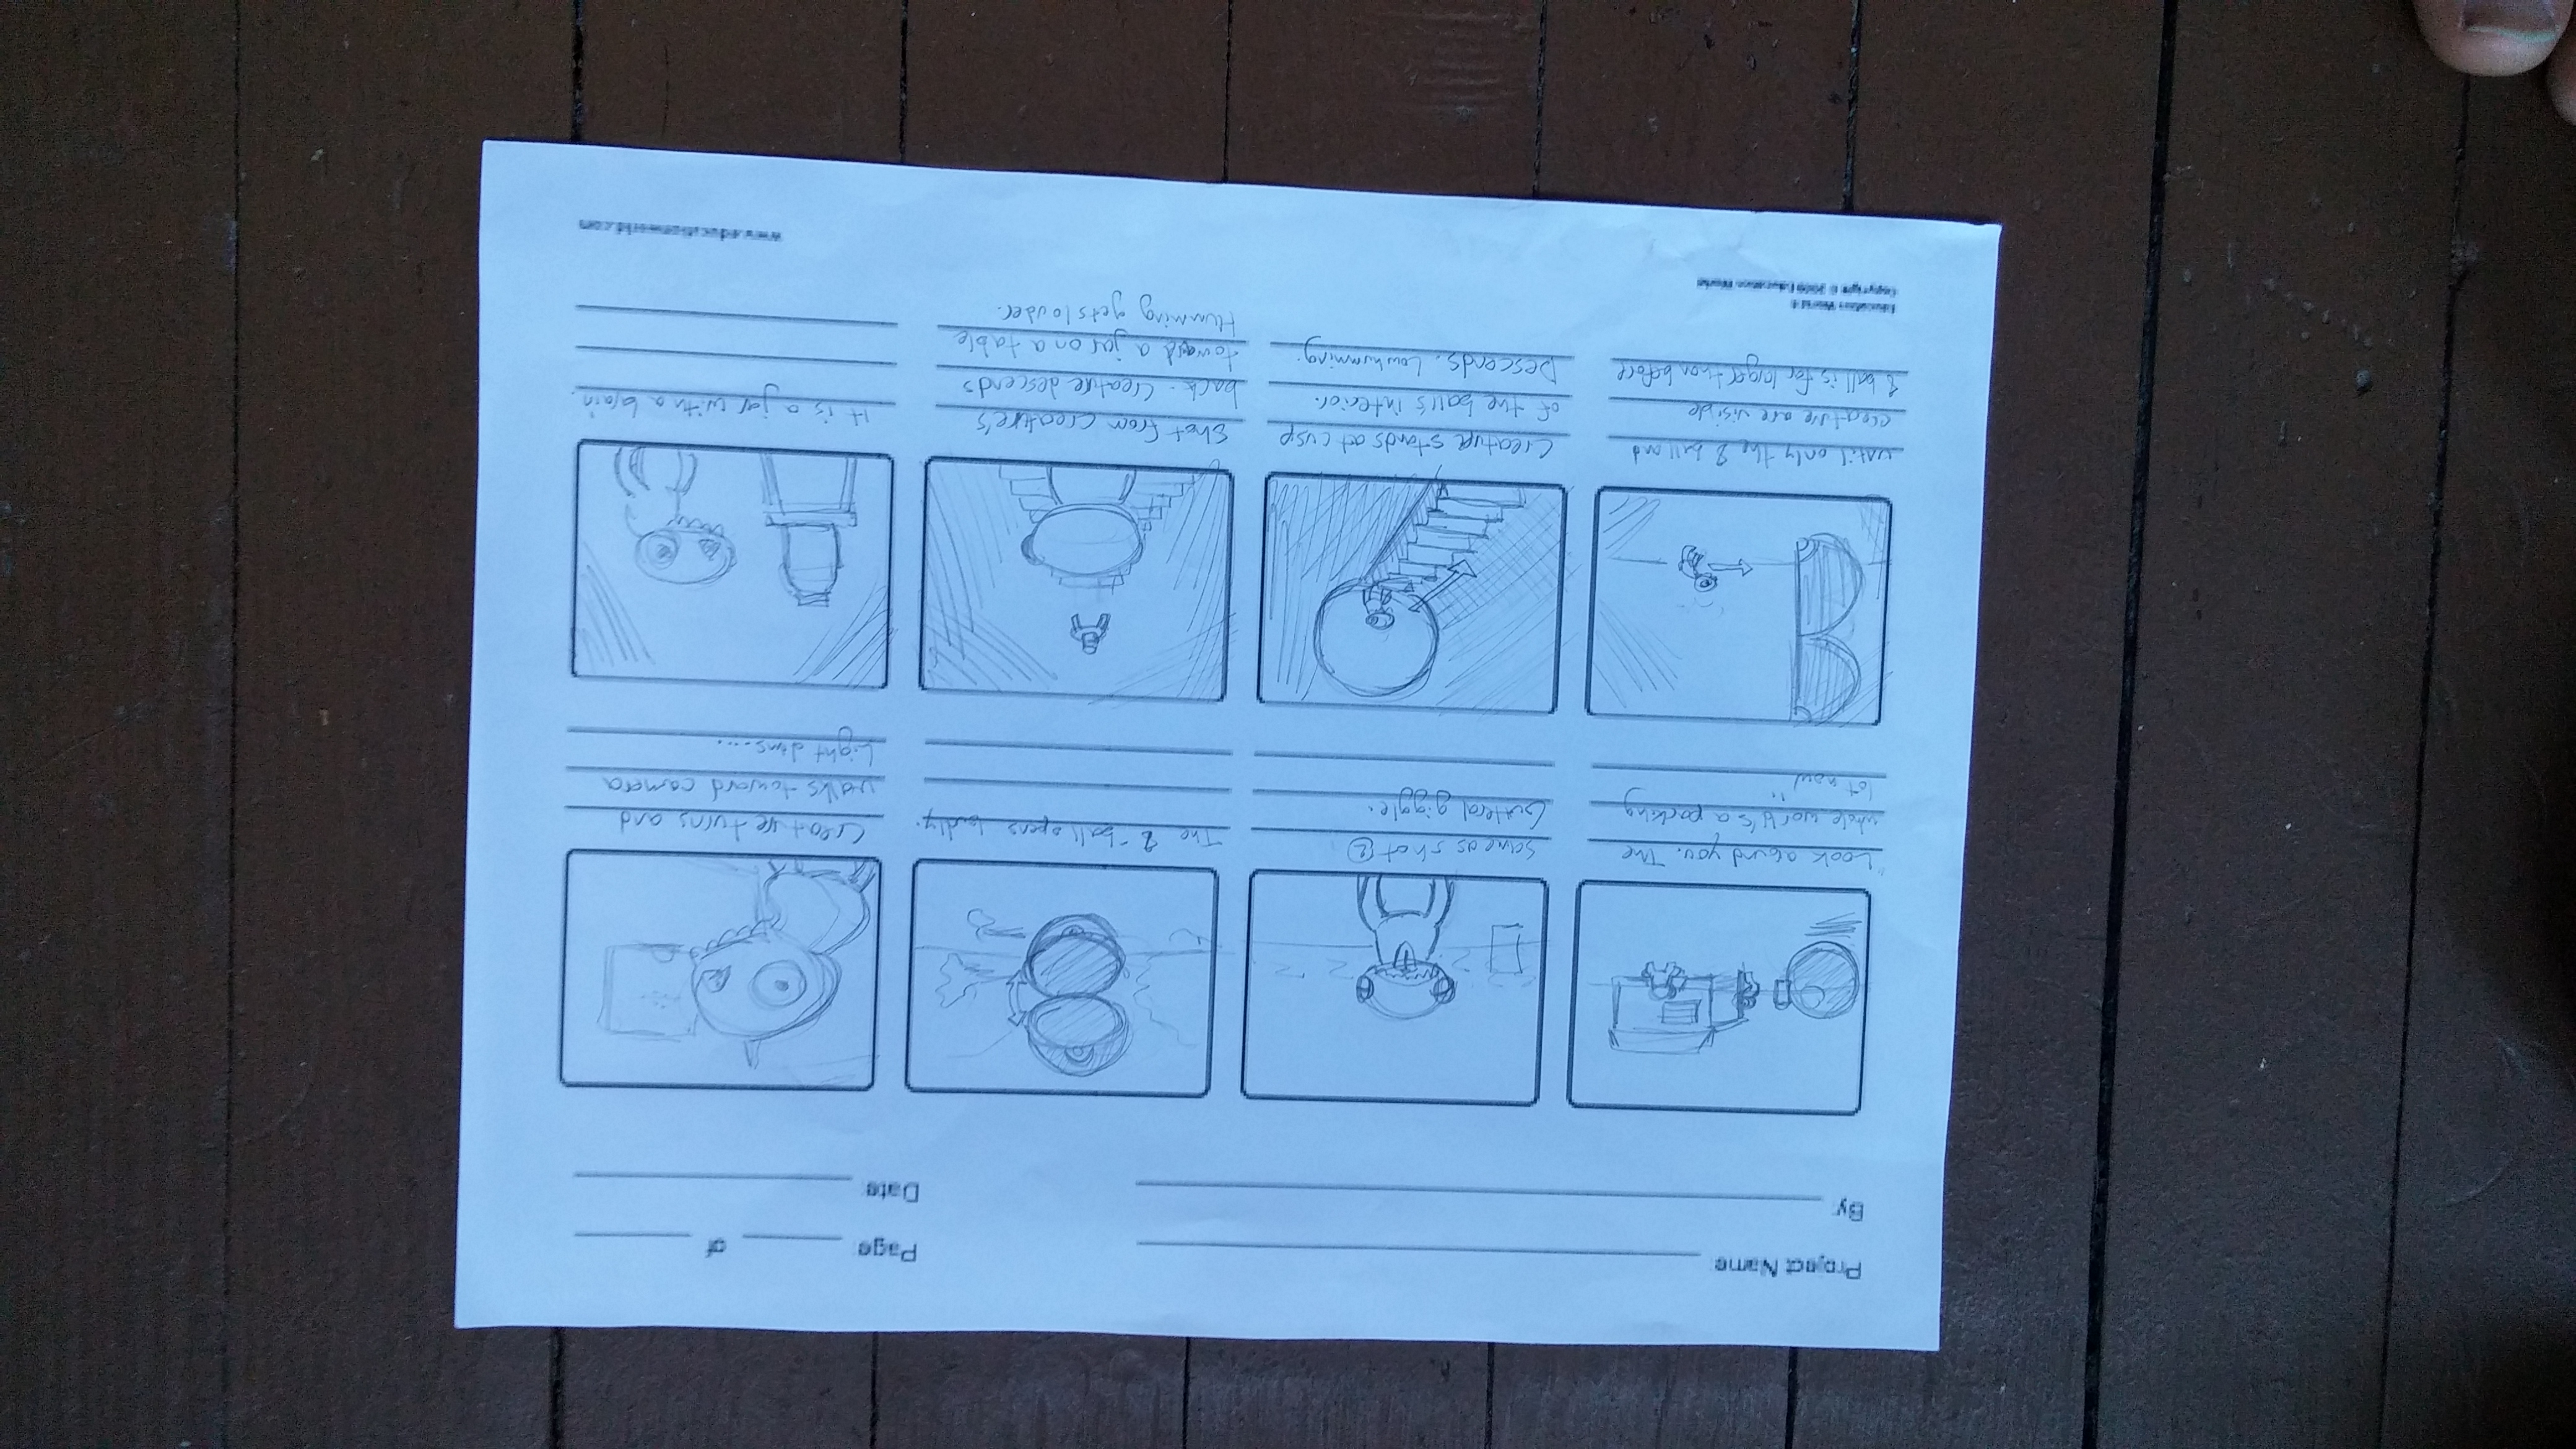 Project Name
Page of
By
Date
"Look around you. The
whole world's a parking
lot now"
Same as shot 2
Gutteral giggle.
The 8-ball opens loudly.
Creature turns and
walks toward camera
Light dims....
until only the 8 ball and
creature are visible
8 ball is far larger than before
Creature stands at cusp
of the ball's interior.
Descends. Low humming.
Shot from creature's
back - Creature descends
toward a jar on a table
Humming gets louder.
It is a jar with a brain.
Education World ®
Copyright © 2009 Education World
www.educationworld.com